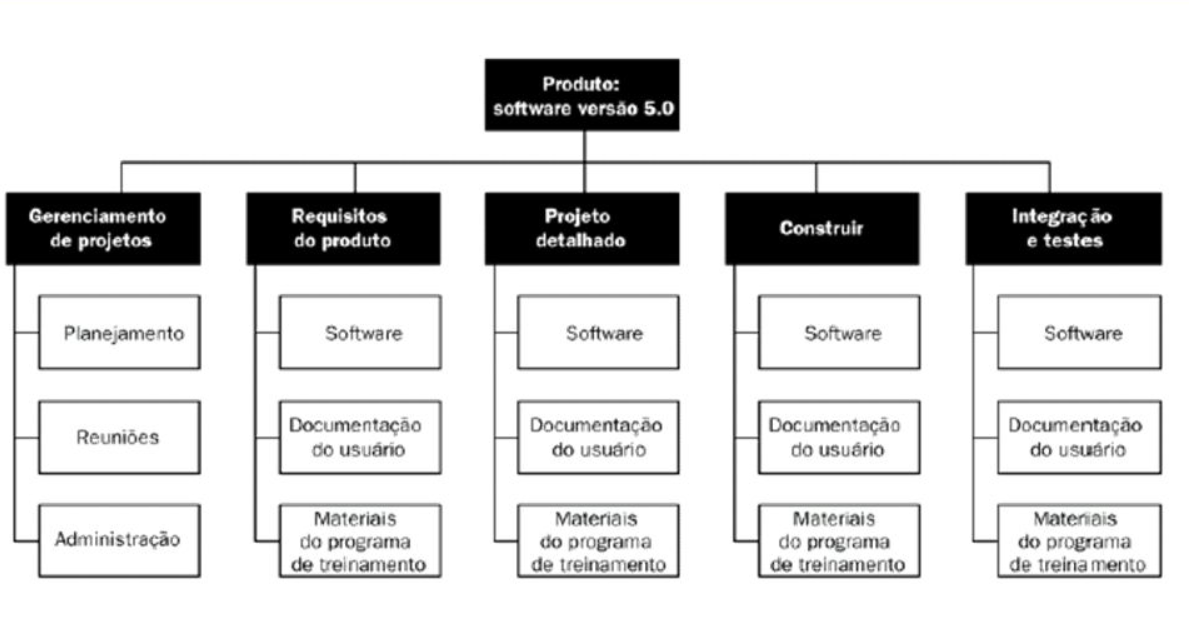 Produto:
software versão 5.0
Gerenciamento
de projetos
Requisitos
do produto
Projeto
detalhado
Construir
Integração
e testes
Planejamento
Software
Software
Software
Software
Reuniões
Documentação
do usuário
Documentação
do usuário
Documentação
do usuário
Documentação
do usuário
Administração
Materiais
do programa
de treinamento
Materiais
do programa
de treinamento
Materiais
do programa
de treinamento
Materiais
do programa
de treinamento